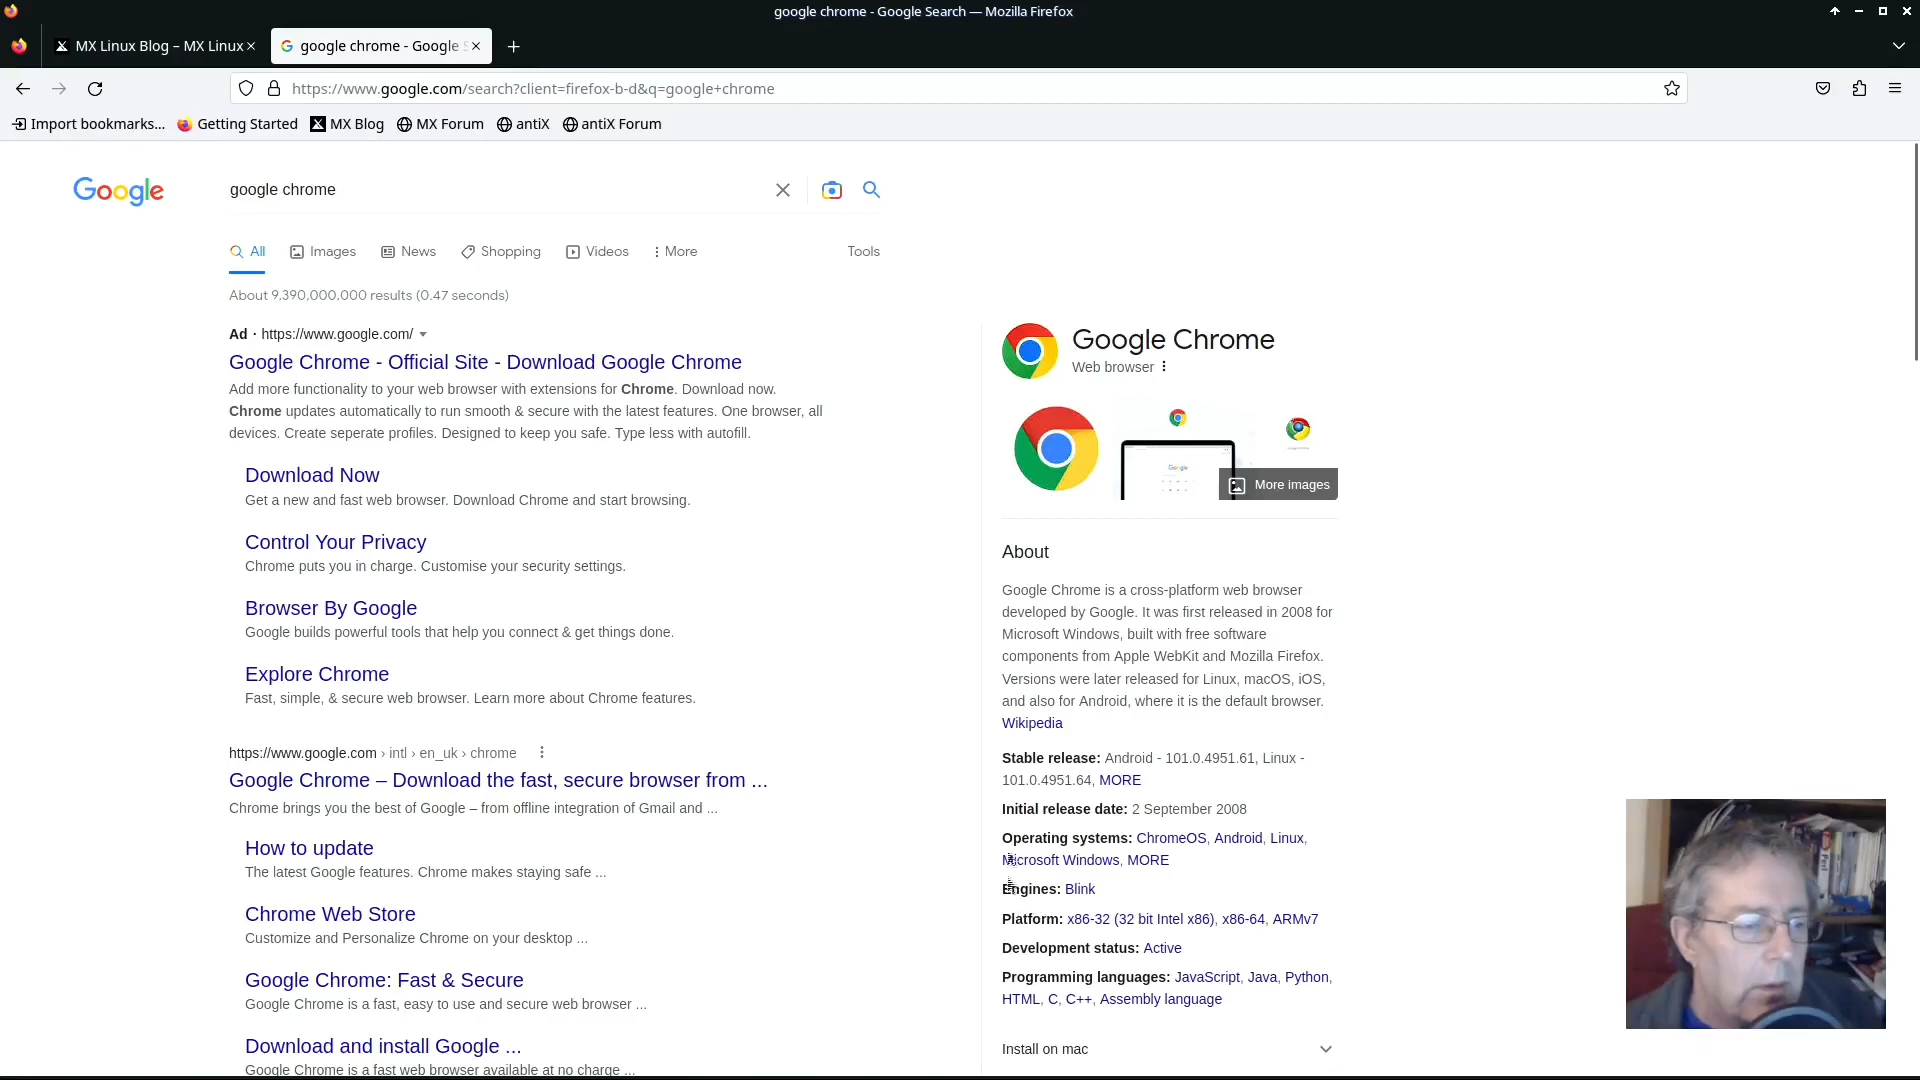 google chrome - Google Search — Mozilla Firefox
MX Linux Blog – MX Linux
google chrome - Google S
https://www.google.com/search?client=firefox-b-d&q=google+chrome
Import bookmarks...
Getting Started
MX Blog
MX Forum
antiX
antiX Forum
Google
google chrome
All
Images
News
Shopping
Videos
More
Tools
About 9,390,000,000 results (0.47 seconds)
Ad · https://www.google.com/
Google Chrome - Official Site - Download Google Chrome
Add more functionality to your web browser with extensions for Chrome. Download now.
Chrome updates automatically to run smooth & secure with the latest features. One browser, all
devices. Create seperate profiles. Designed to keep you safe. Type less with autofill.
Download Now
Get a new and fast web browser. Download Chrome and start browsing.
Control Your Privacy
Chrome puts you in charge. Customise your security settings.
Browser By Google
Google builds powerful tools that help you connect & get things done.
Explore Chrome
Fast, simple, & secure web browser. Learn more about Chrome features.
https://www.google.com › intl › en_uk › chrome
Google Chrome – Download the fast, secure browser from ...
Chrome brings you the best of Google – from offline integration of Gmail and ...
How to update
The latest Google features. Chrome makes staying safe ...
Chrome Web Store
Customize and Personalize Chrome on your desktop ...
Google Chrome: Fast & Secure
Google Chrome is a fast, easy to use and secure web browser ...
Download and install Google ...
Google Chrome is a fast web browser available at no charge ...
Google Chrome
Web browser
Google
More images
About
Google Chrome is a cross-platform web browser
developed by Google. It was first released in 2008 for
Microsoft Windows, built with free software
components from Apple WebKit and Mozilla Firefox.
Versions were later released for Linux, macOS, iOS,
and also for Android, where it is the default browser.
Wikipedia
Stable release: Android - 101.0.4951.61, Linux -
101.0.4951.64, MORE
Initial release date: 2 September 2008
Operating systems: ChromeOS, Android, Linux,
Microsoft Windows, MORE
Engines: Blink
Platform: x86-32 (32 bit Intel x86), x86-64, ARMv7
Development status: Active
Programming languages: JavaScript, Java, Python,
HTML, C, C++, Assembly language
Install on mac
Perl